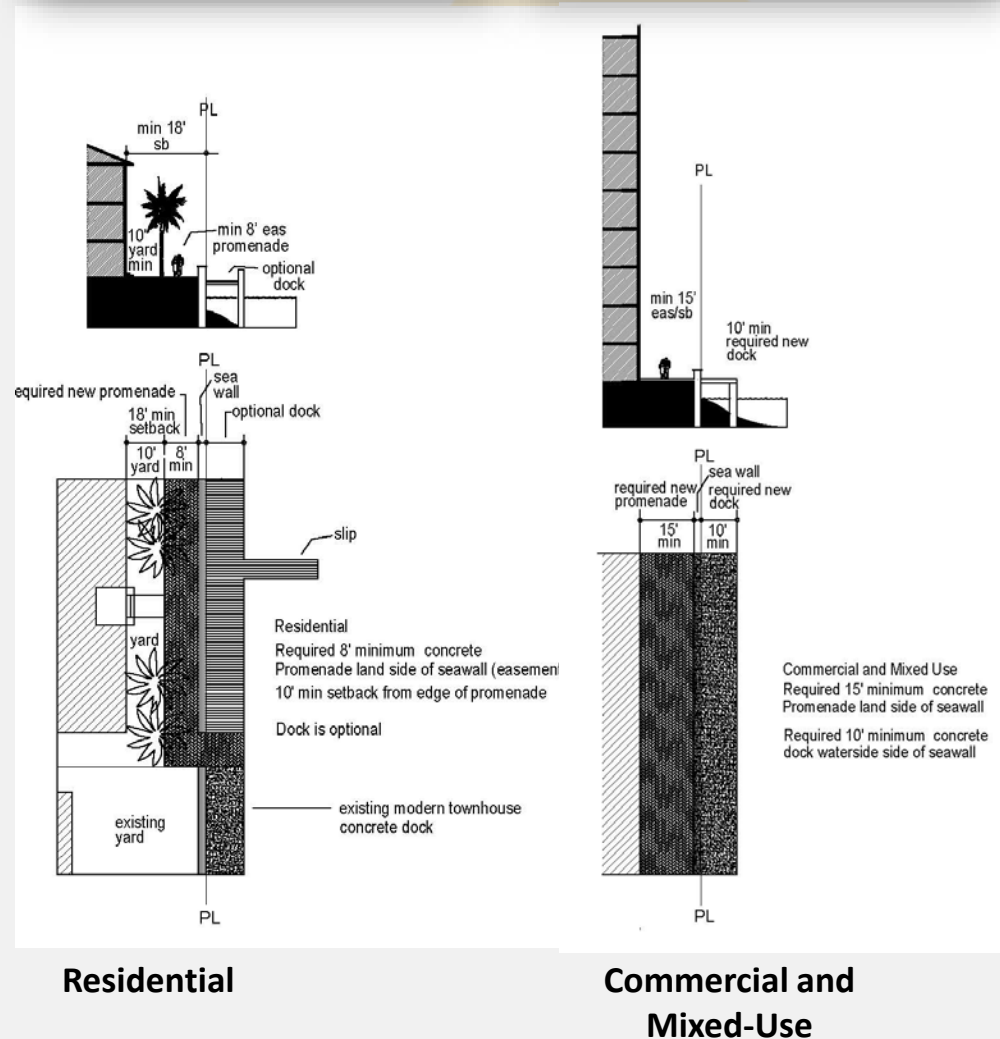 PL
min 18'
sb
10'
yard
min
min 8' eas
promenade
optional
dock
PL
sea
wall
equired new promenade
optional dock
18' min
setback
10'
yard
8'
min
slip
yard
Residential
Required 8' minimum concrete
Promenade land side of seawall (easement
10' min setback from edge of promenade
Dock is optional
existing modern townhouse
concrete dock
existing
yard
PL
Residential
PL
min 15'
eas/sb
10' min
required new
dock
PL
sea wall
required new
promenade
required new
dock
15'
min
10'
min
Commercial and Mixed Use
Required 15' minimum concrete
Promenade land side of seawall
Required 10' minimum concrete
dock waterside side of seawall
PL
Commercial and
Mixed-Use